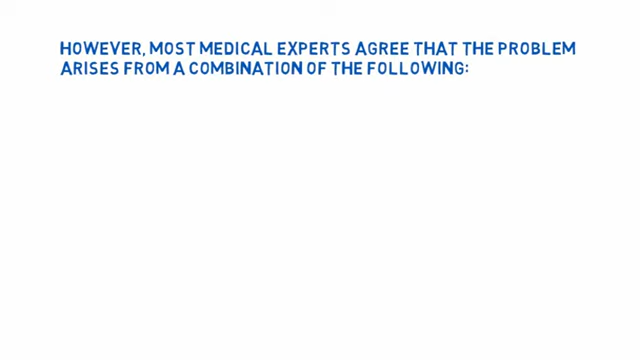 HOWEVER, MOST MEDICAL EXPERTS AGREE THAT THE PROBLEM
ARISES FROM A COMBINATION OF THE FOLLOWING: